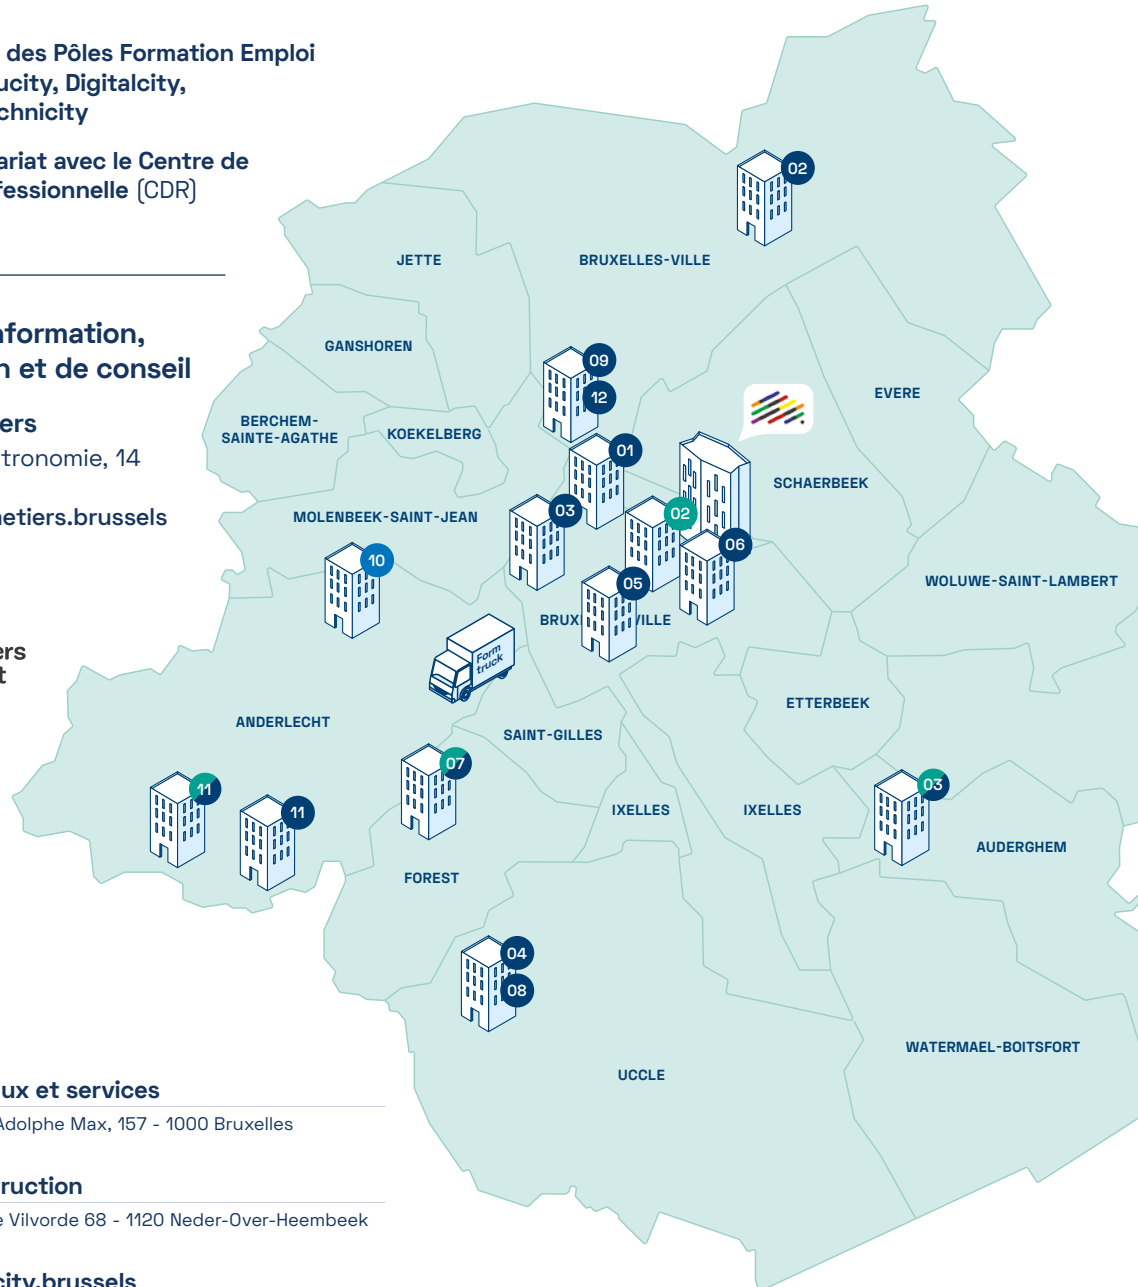 des Pôles Formation Emploi
ucity, Digitalcity,
chnicity
ariat avec le Centre de
fessionnelle (CDR)
nformation,
n et de conseil
ers
tronomie, 14
netiers.brussels
ers
t
ux et services
Adolphe Max, 157 - 1000 Bruxelles
ruction
e Vilvorde 68 - 1120 Neder-Over-Heembeek
city.brussels
02
JETTE
BRUXELLES-VILLE
GANSHOREN
09
12
EVERE
BERCHEM-
SAINTE-AGATHE
KOEKELBERG
01
SCHAERBEEK
MOLENBEEK-SAINT-JEAN
03
02
06
10
05
WOLUWE-SAINT-LAMBERT
BRUX VILLE
Form
truck
ETTERBEEK
ANDERLECHT
SAINT-GILLES
07
11
11
03
IXELLES
IXELLES
AUDERGHEM
FOREST
04
08
WATERMAEL-BOITSFORT
UCCLE